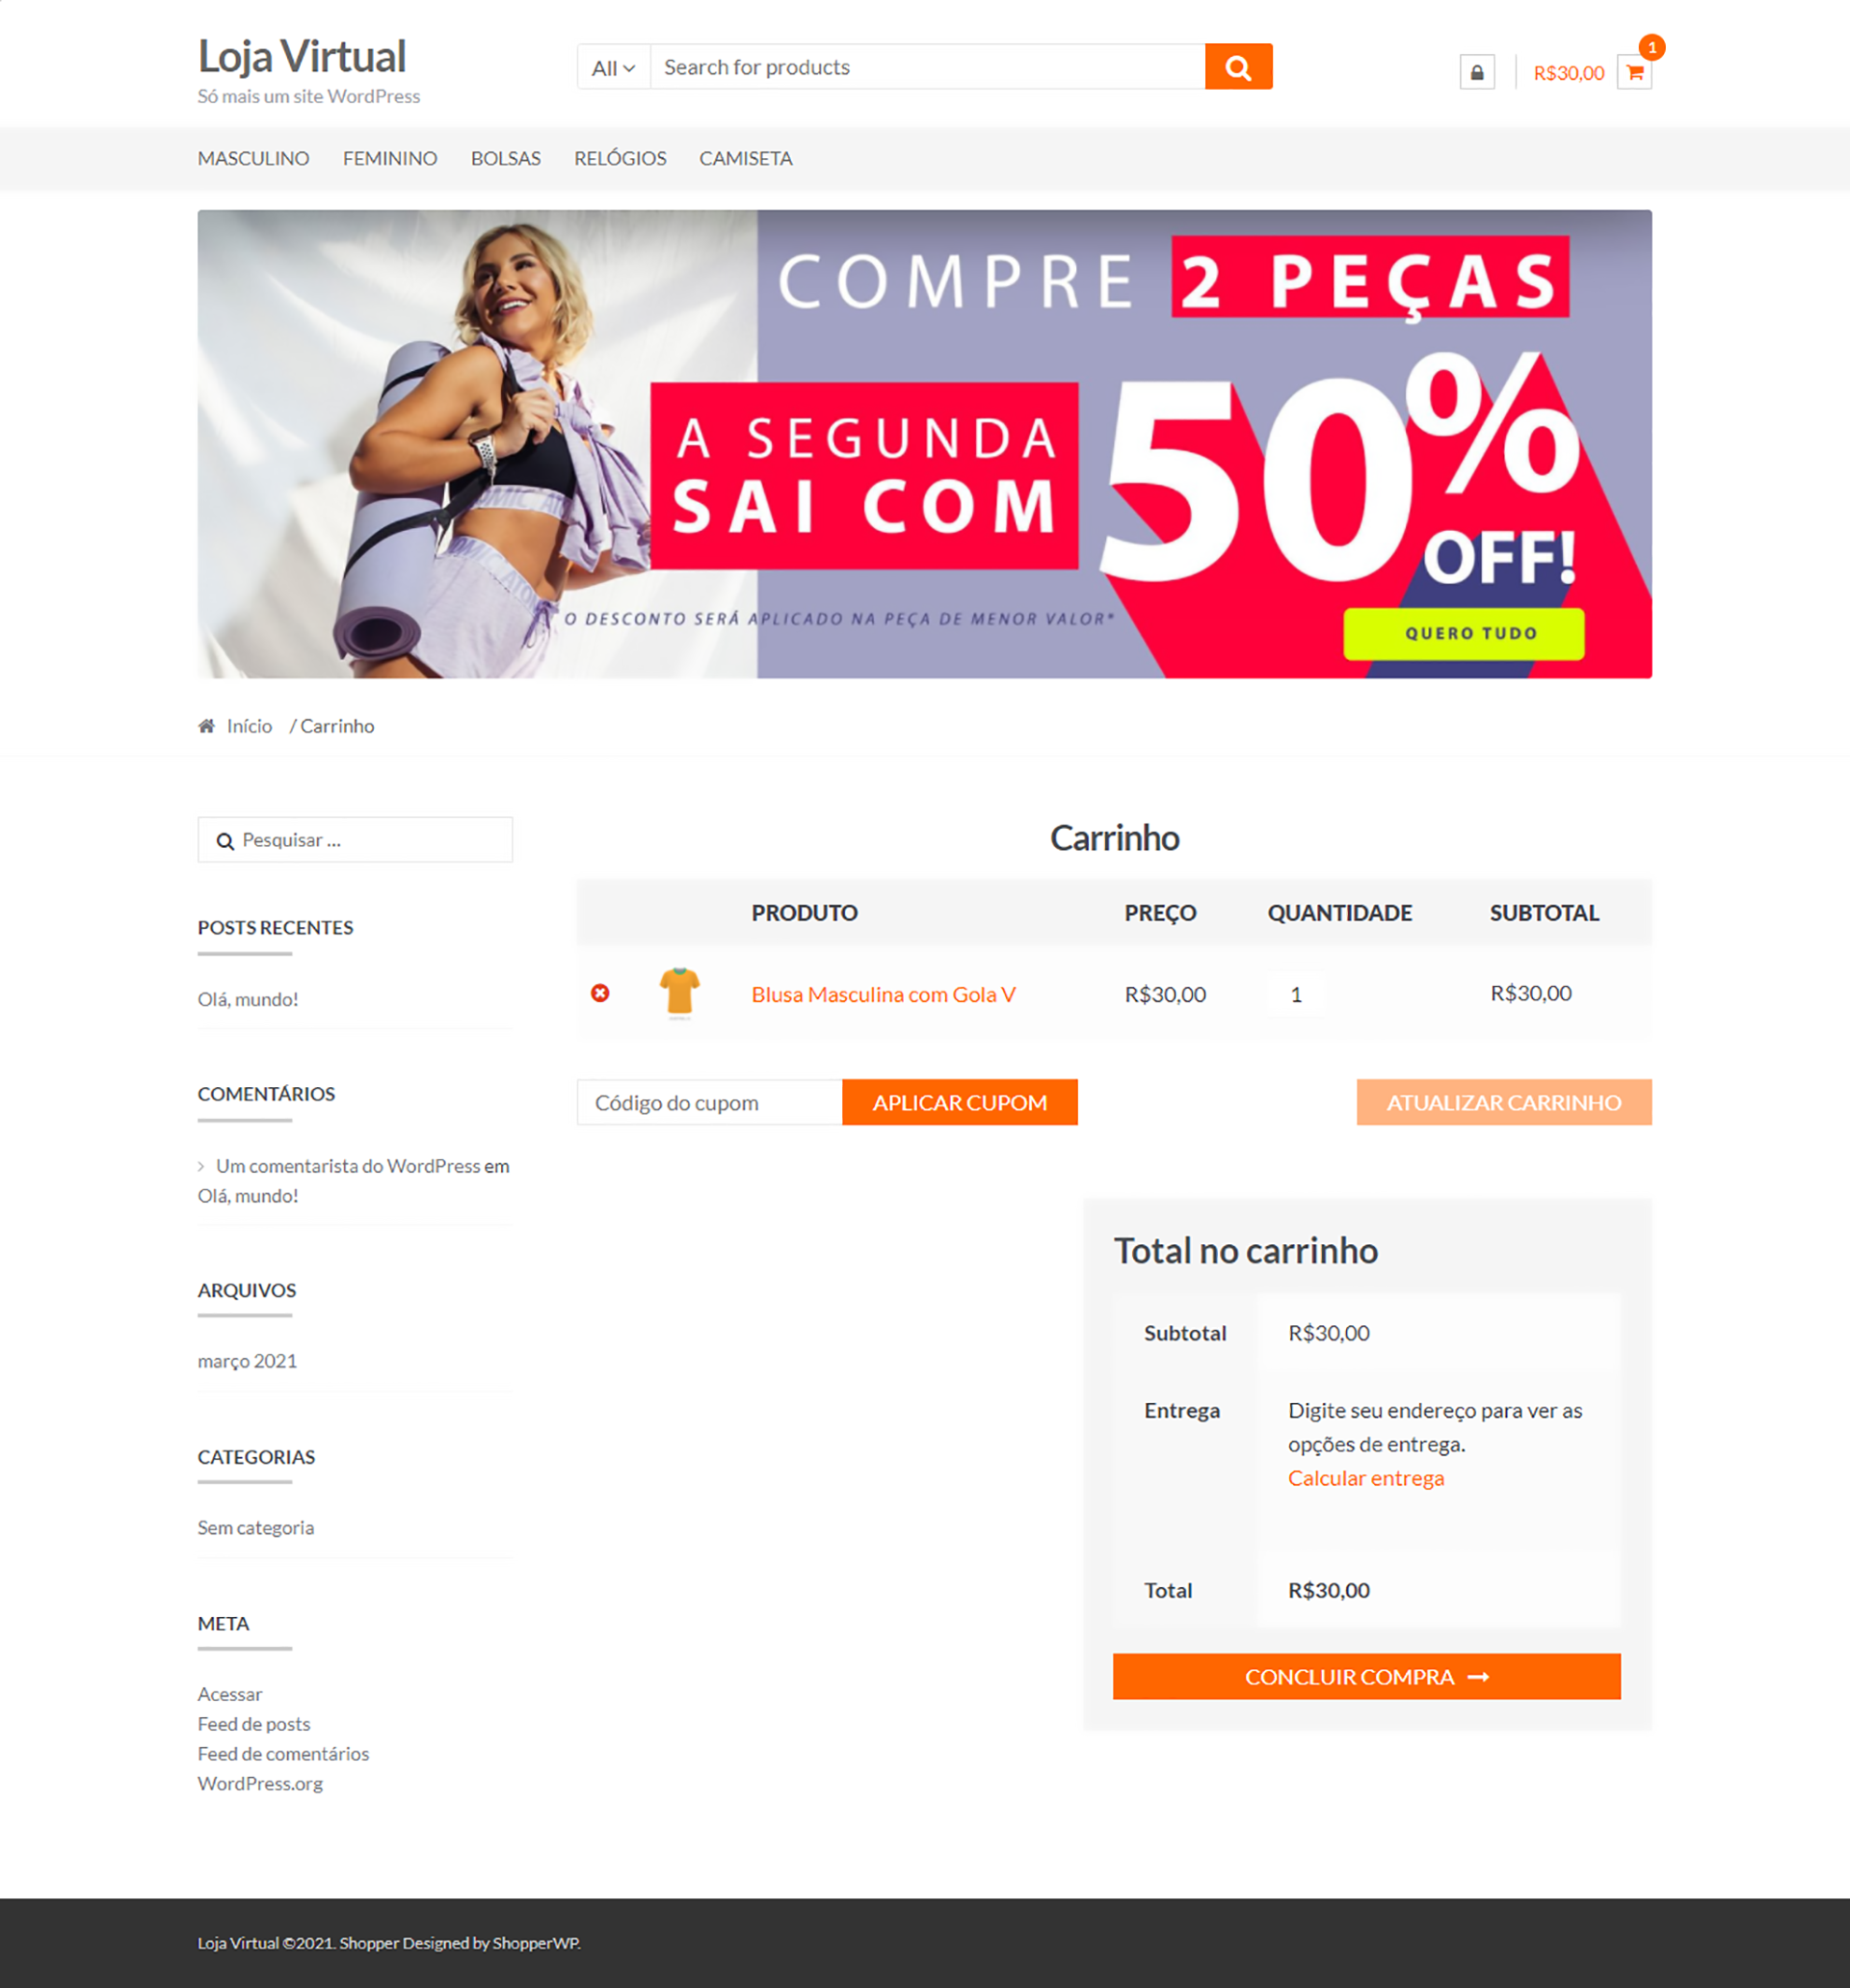 Loja Virtual
Só mais um site WordPress
All
Search for products
R$30,00
1
MASCULINO FEMININO BOLSAS RELÓGIOS CAMISETA
COMPRE 2 PEÇAS
A SEGUNDA
SAI COM
50%
OFF!
O DESCONTO SERÁ APLICADO NA PEÇA DE MENOR VALOR*
QUERO TUDO
Início / Carrinho
Pesquisar ...
POSTS RECENTES
Olá, mundo!
COMENTÁRIOS
Um comentarista do WordPress em
Olá, mundo!
ARQUIVOS
março 2021
CATEGORIAS
Sem categoria
META
Acessar
Feed de posts
Feed de comentários
WordPress.org
Carrinho
PRODUTO PREÇO QUANTIDADE SUBTOTAL
Blusa Masculina com Gola V R$30,00 1 R$30,00
Código do cupom APLICAR CUPOM ATUALIZAR CARRINHO
Total no carrinho
Subtotal R$30,00
Entrega Digite seu endereço para ver as
opções de entrega.
Calcular entrega
Total R$30,00
CONCLUIR COMPRA
Loja Virtual ©2021. Shopper Designed by ShopperWP.